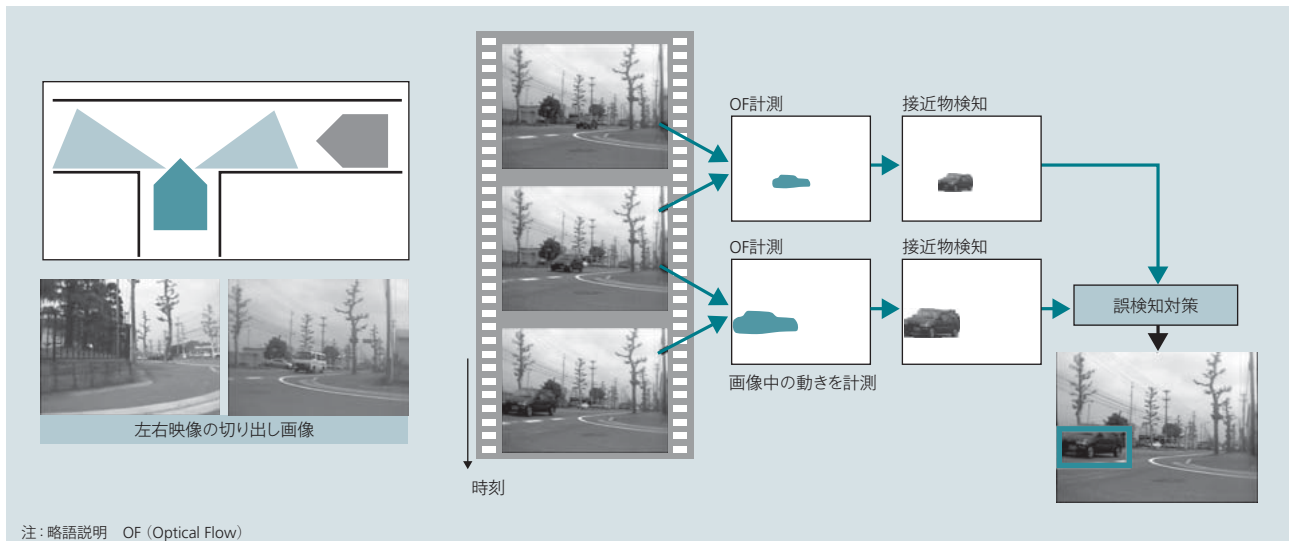 左右映像の切り出し画像
時刻
OF計測
接近物検知
OF計測
接近物検知
画像中の動きを計測
誤検知対策
注：略語説明　OF（Optical Flow）